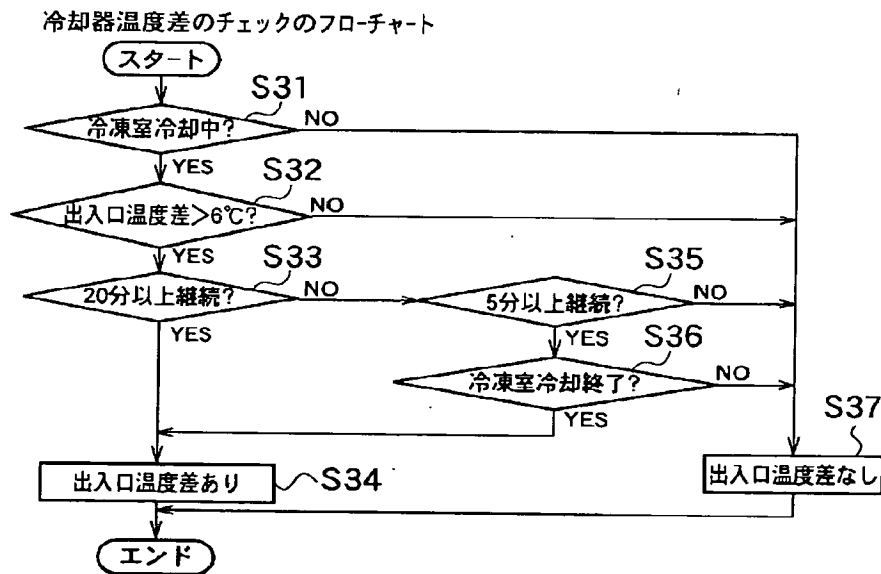 冷却器温度差のチェックのフローチャート
スタート
S31
冷凍室冷却中?
NO
YES
S32
出入口温度差>6℃?
NO
YES
S33
20分以上継続?
NO
YES
S35
5分以上継続?
NO
YES
S36
冷凍室冷却終了?
NO
YES
S37
出入口温度差あり
S34
出入口温度差なし
エンド